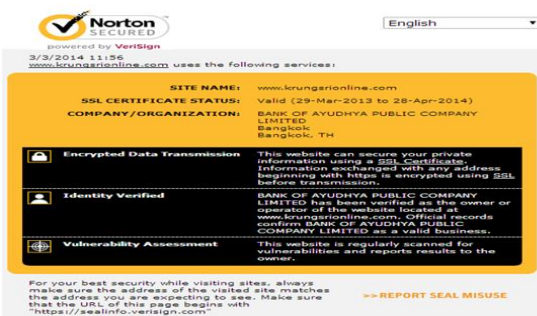 Norton
SECURED
powered by VeriSign
English
3/3/2014 11:56
www.krungsrionline.com uses the following services:
SITE NAME: www.krungsrionline.com
SSL CERTIFICATE STATUS: Valid (29-Mar-2013 to 28-Apr-2014)
COMPANY/ORGANIZATION: BANK OF AYUDHYA PUBLIC COMPANY
LIMITED
Bangkok
Bangkok, TH
Encrypted Data Transmission This website can secure your private
information using a SSL Certificate.
Information exchanged with any address
beginning with https is encrypted using SSL
before transmission.
Identity Verified BANK OF AYUDHYA PUBLIC COMPANY
LIMITED has been verified as the owner or
operator of the website located at
www.krungsrionline.com. Official records
confirm BANK OF AYUDHYA PUBLIC
COMPANY LIMITED as a valid business.
Vulnerability Assessment This website is regularly scanned for
vulnerabilities and reports results to the
owner.
For your best security while visiting sites, always
make sure the address of the visited site matches
the address you are expecting to see. Make sure
that the URL of this page begins with
"https://sealinfo.verisign.com"
>>REPORT SEAL MISUSE